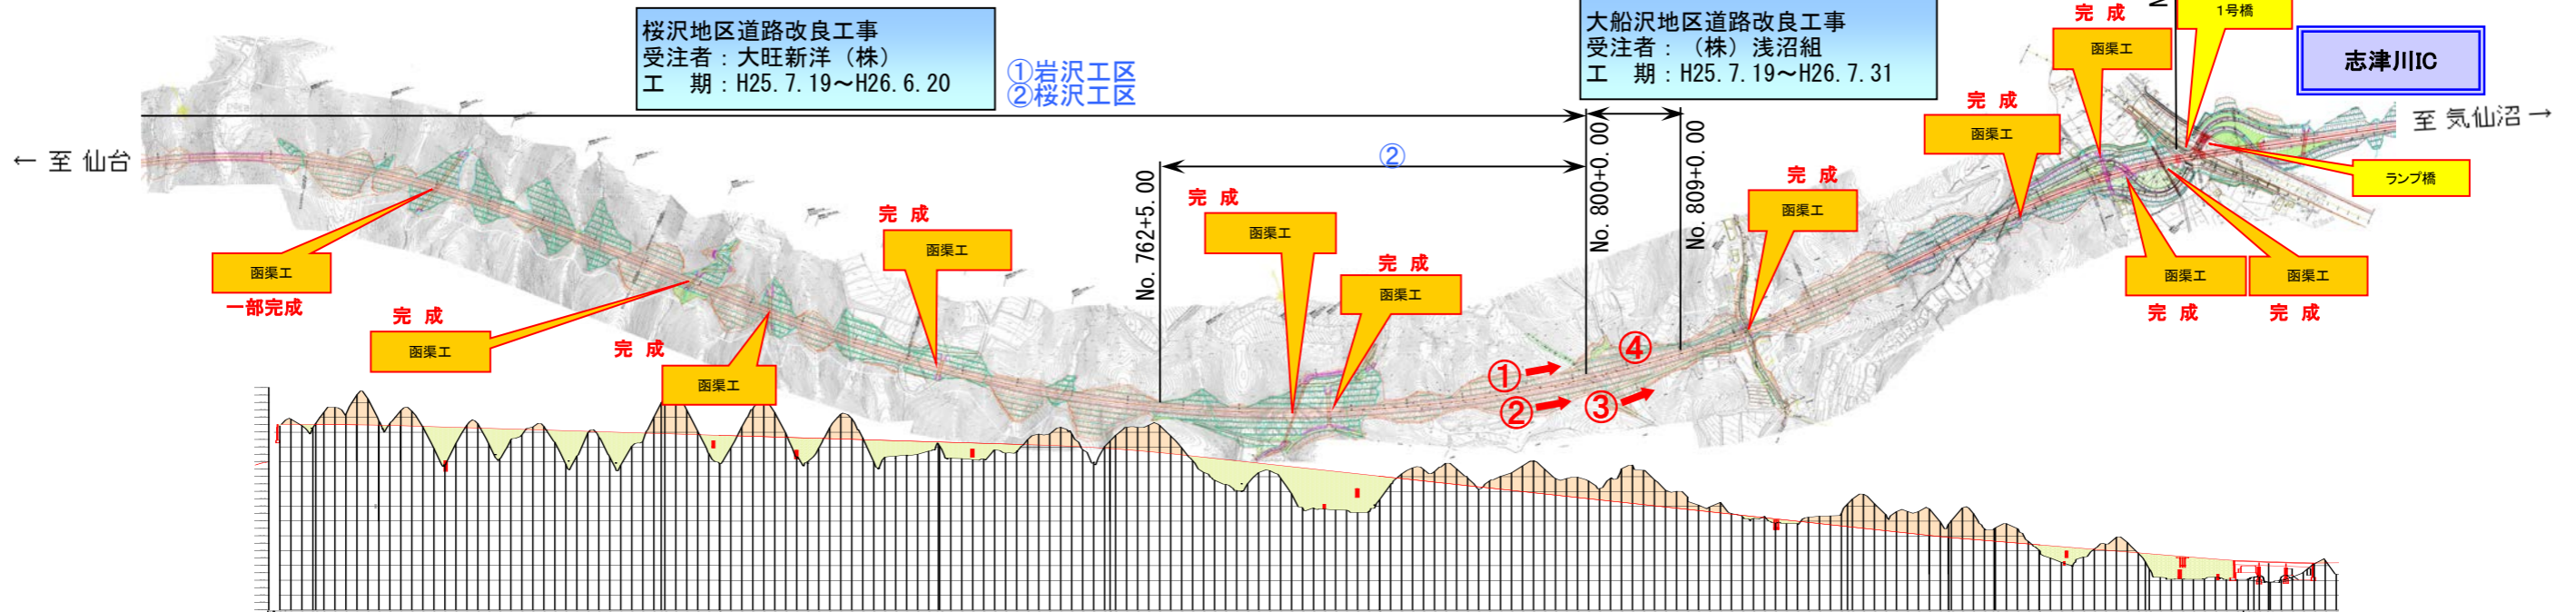 桜沢地区道路改良工事
受注者：大旺新洋（株）
工　期：H25.7.19～H26.6.20
①岩沢工区
②桜沢工区
大船沢地区道路改良工事
受注者：（株）浅沼組
工　期：H25.7.19～H26.7.31
完 成
函渠工
1号橋
志津川IC
← 至 仙台
至 気仙沼 →
②
No. 762+5.00
No. 800+0.00
No. 809+0.00
完 成
函渠工
ランプ橋
函渠工
一部完成
完 成
函渠工
完 成
函渠工
完 成
函渠工
完 成
函渠工
完 成
函渠工
完 成
函渠工
函渠工
完 成
函渠工
完 成
①
②
③
④